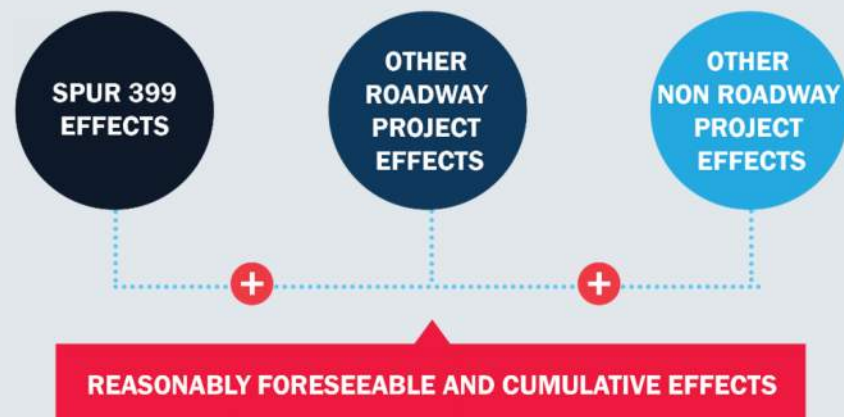 SPUR 399
EFFECTS
OTHER
ROADWAY
PROJECT
EFFECTS
OTHER
NON ROADWAY
PROJECT
EFFECTS
+
+
REASONABLY FORESEEABLE AND CUMULATIVE EFFECTS